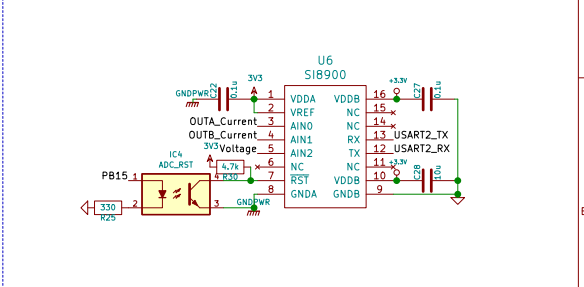 U6
SI8900
3V3
GNDPWR
C22
0.1u
1 VDDA
2 VREF
3 AIN0
4 AIN1
5 AIN2
6 NC
7 RST
8 GNDA
VDDB 16
NC 15
NC 14
RX 13
TX 12
NC 11
VDDB 10
GNDB 9
+3.3V
C27
0.1u
OUTA_Current
OUTB_Current
Voltage
USART2_TX
USART2_RX
+3.3V
C28
10u
3V3
4.7k
R30
IC4
ADC_RST
PB15
1
2
4
3
330
R25
GNDPWR